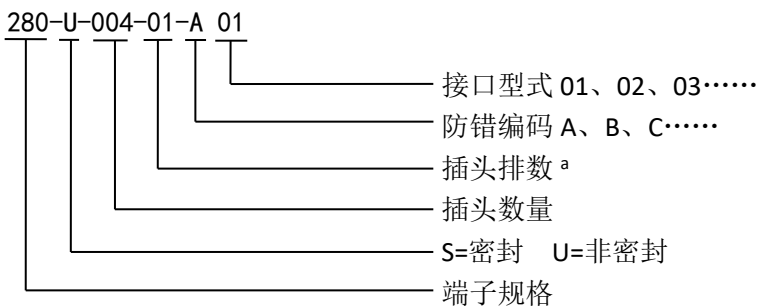 280-U-004-01-A 01
接口型式 01、02、03……
防错编码 A、B、C……
插头排数 a
插头数量
S=密封 U=非密封
端子规格